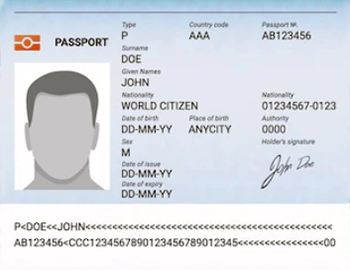 Type Country code Passport №.
PASSPORT P AAA AB123456
Surname
DOE
Given Names
JOHN
Nationality
WORLD CITIZEN 01234567-0123
Date of birth Place of birth Authority
DD-MM-YY ANYCITY 0000
Sex Holder's signature
M
Date of issue
DD-MM-YY John Doe
Date of expiry
DD-MM-YY
P<DOE<<JOHN<<<<<<<<<<<<<<<<<<<<<<<<<<<<<<<<<
AB123456<CCC1234567890123456789012345<<<<<<<<<<<<<<<<00